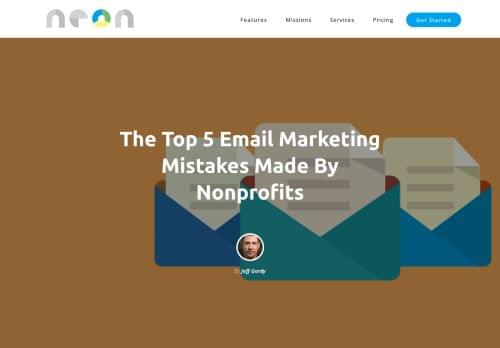 neon
Features
Missions
Services
Pricing
Get Started
The Top 5 Email Marketing
Mistakes Made By
Nonprofits
By Jeff Gordy